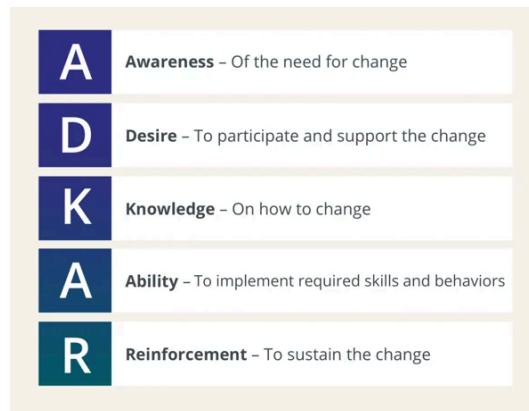 A
Awareness – Of the need for change
D
Desire – To participate and support the change
K
Knowledge – On how to change
A
Ability – To implement required skills and behaviors
R
Reinforcement – To sustain the change